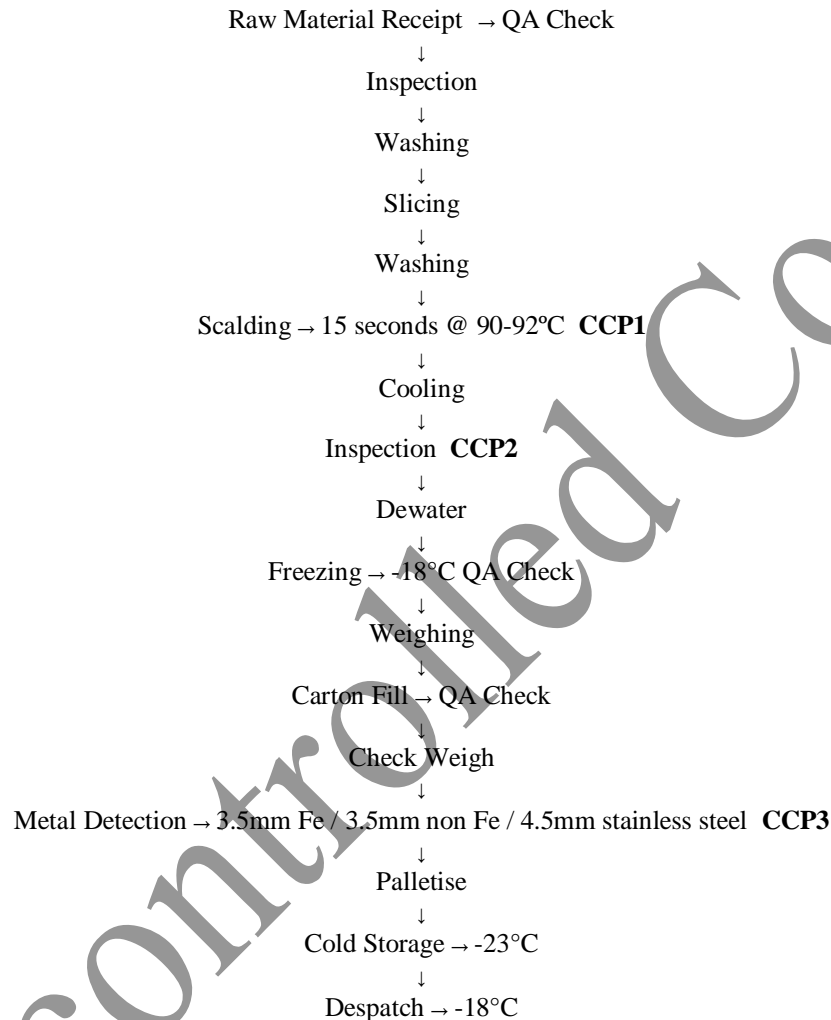 Raw Material Receipt → QA Check
↓
Inspection
↓
Washing
↓
Slicing
↓
Washing
↓
Scalding → 15 seconds @ 90-92ºC CCP1
↓
Cooling
↓
Inspection CCP2
↓
Dewater
↓
Freezing → -18°C QA Check
↓
Weighing
↓
Carton Fill → QA Check
↓
Check Weigh
↓
Metal Detection → 3.5mm Fe / 3.5mm non Fe / 4.5mm stainless steel CCP3
↓
Palletise
↓
Cold Storage → -23°C
↓
Despatch → -18°C
controlled Co